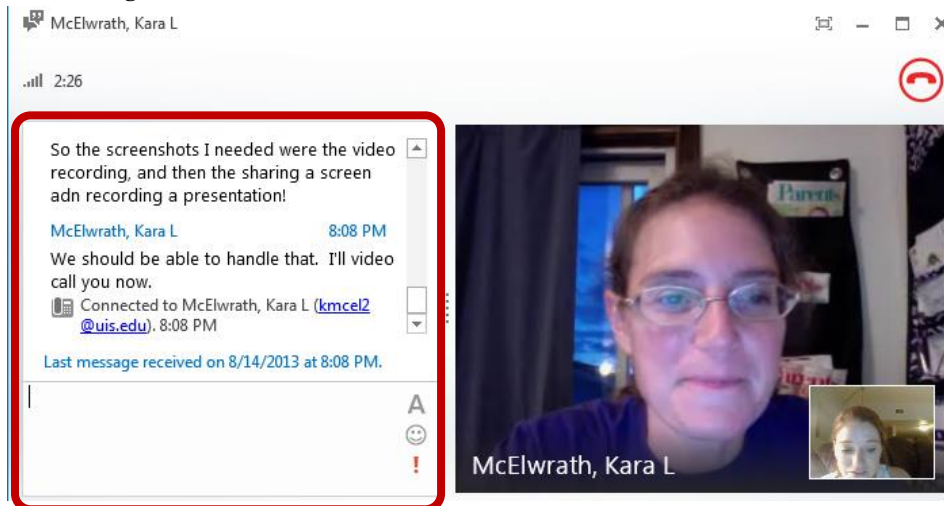 McElwrath, Kara L
2:26
So the screenshots I needed were the video
recording, and then the sharing a screen
adn recording a presentation!
McElwrath, Kara L 8:08 PM
We should be able to handle that. I'll video
call you now.
Connected to McElwrath, Kara L (kmcel2
@uis.edu). 8:08 PM
Last message received on 8/14/2013 at 8:08 PM.
A
!
Parents
McElwrath, Kara L